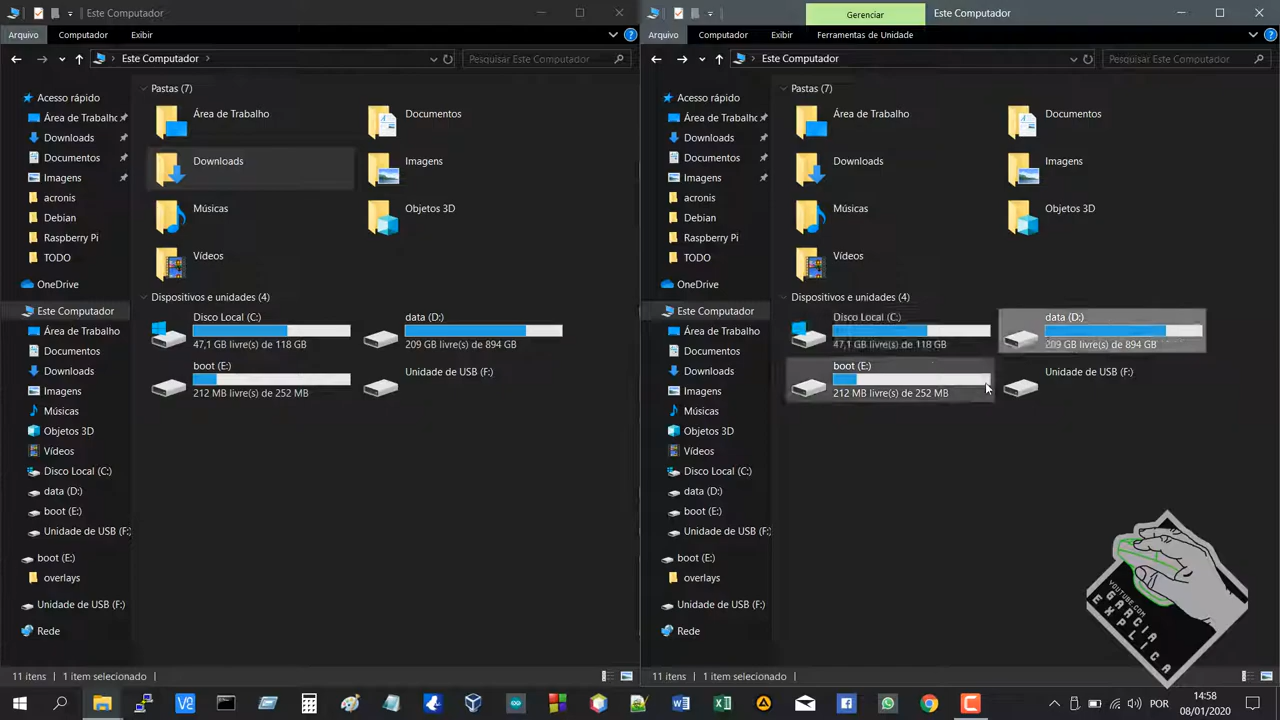 Este Computador
Arquivo
Computador
Exibir
Este Computador
Pesquisar Este Computador
Acesso rápido
Área de Trabalho
Downloads
Documentos
Imagens
acronis
Debian
Raspberry Pi
TODO
OneDrive
Este Computador
Área de Trabalho
Documentos
Downloads
Imagens
Músicas
Objetos 3D
Vídeos
Disco Local (C:)
data (D:)
boot (E:)
Unidade de USB (F:)
boot (E:)
overlays
Unidade de USB (F:)
Rede
Pastas (7)
Área de Trabalho
Documentos
Downloads
Imagens
Músicas
Objetos 3D
Vídeos
Dispositivos e unidades (4)
Disco Local (C:)
47,1 GB livre(s) de 118 GB
data (D:)
209 GB livre(s) de 894 GB
boot (E:)
212 MB livre(s) de 252 MB
Unidade de USB (F:)
11 itens
1 item selecionado
Gerenciar
Este Computador
Arquivo
Computador
Exibir
Ferramentas de Unidade
Este Computador
Pesquisar Este Computador
Acesso rápido
Área de Trabalho
Downloads
Documentos
Imagens
acronis
Debian
Raspberry Pi
TODO
OneDrive
Este Computador
Área de Trabalho
Documentos
Downloads
Imagens
Músicas
Objetos 3D
Vídeos
Disco Local (C:)
data (D:)
boot (E:)
Unidade de USB (F:)
boot (E:)
overlays
Unidade de USB (F:)
Rede
Pastas (7)
Área de Trabalho
Documentos
Downloads
Imagens
Músicas
Objetos 3D
Vídeos
Dispositivos e unidades (4)
Disco Local (C:)
47,1 GB livre(s) de 118 GB
data (D:)
209 GB livre(s) de 894 GB
boot (E:)
212 MB livre(s) de 252 MB
Unidade de USB (F:)
11 itens
1 item selecionado
YOUTUBE.COM
GARCIA
EXPLICA
POR
14:58
08/01/2020